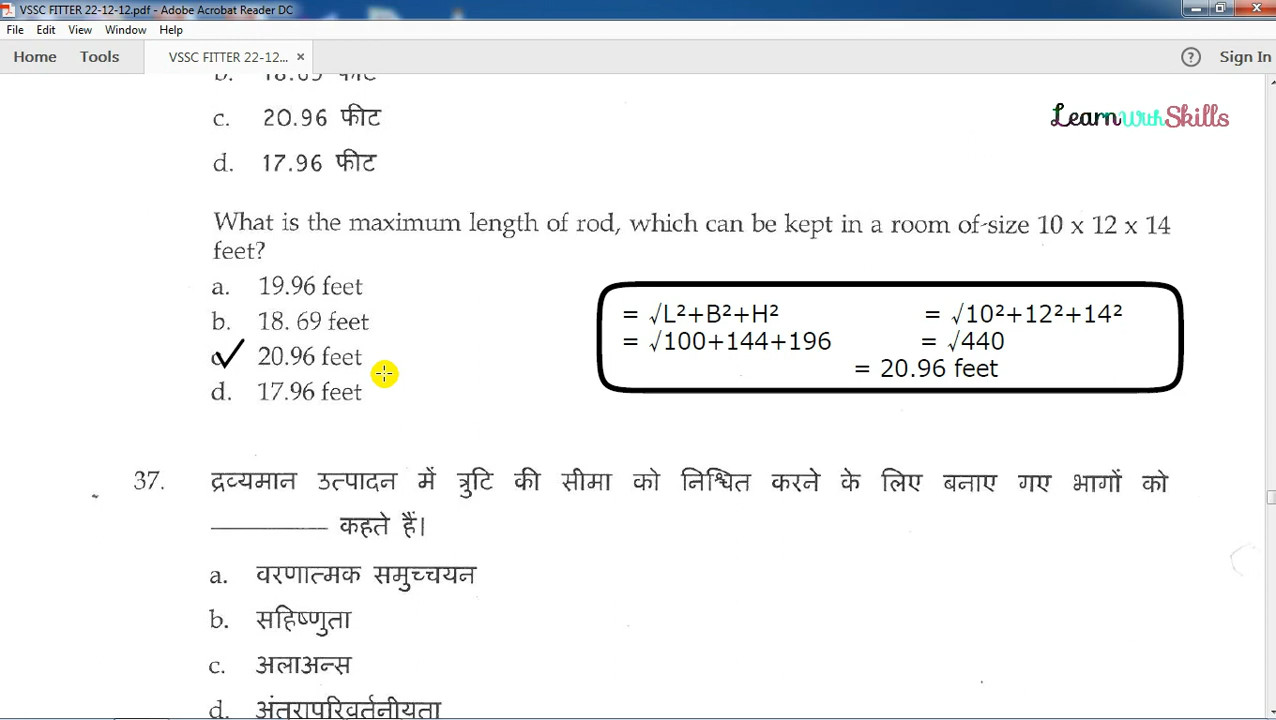 VSSC FITTER 22-12-12.pdf - Adobe Acrobat Reader DC
File Edit View Window Help
Home Tools VSSC FITTER 22-12... × ? Sign In
b. 18.69 फीट
c. 20.96 फीट
LearnWithSkills
d. 17.96 फीट
What is the maximum length of rod, which can be kept in a room of-size 10 x 12 x 14
feet?
a. 19.96 feet
b. 18. 69 feet
c. 20.96 feet
d. 17.96 feet
= √L²+B²+H² = √10²+12²+14²
= √100+144+196 = √440
= 20.96 feet
37. द्रव्यमान उत्पादन में त्रुटि की सीमा को निश्चित करने के लिए बनाए गए भागों को
__________ कहते हैं।
a. वरणात्मक समुच्चयन
b. सहिष्णुता
c. अलाअन्स
d. अंतरापरिवर्तनीयता